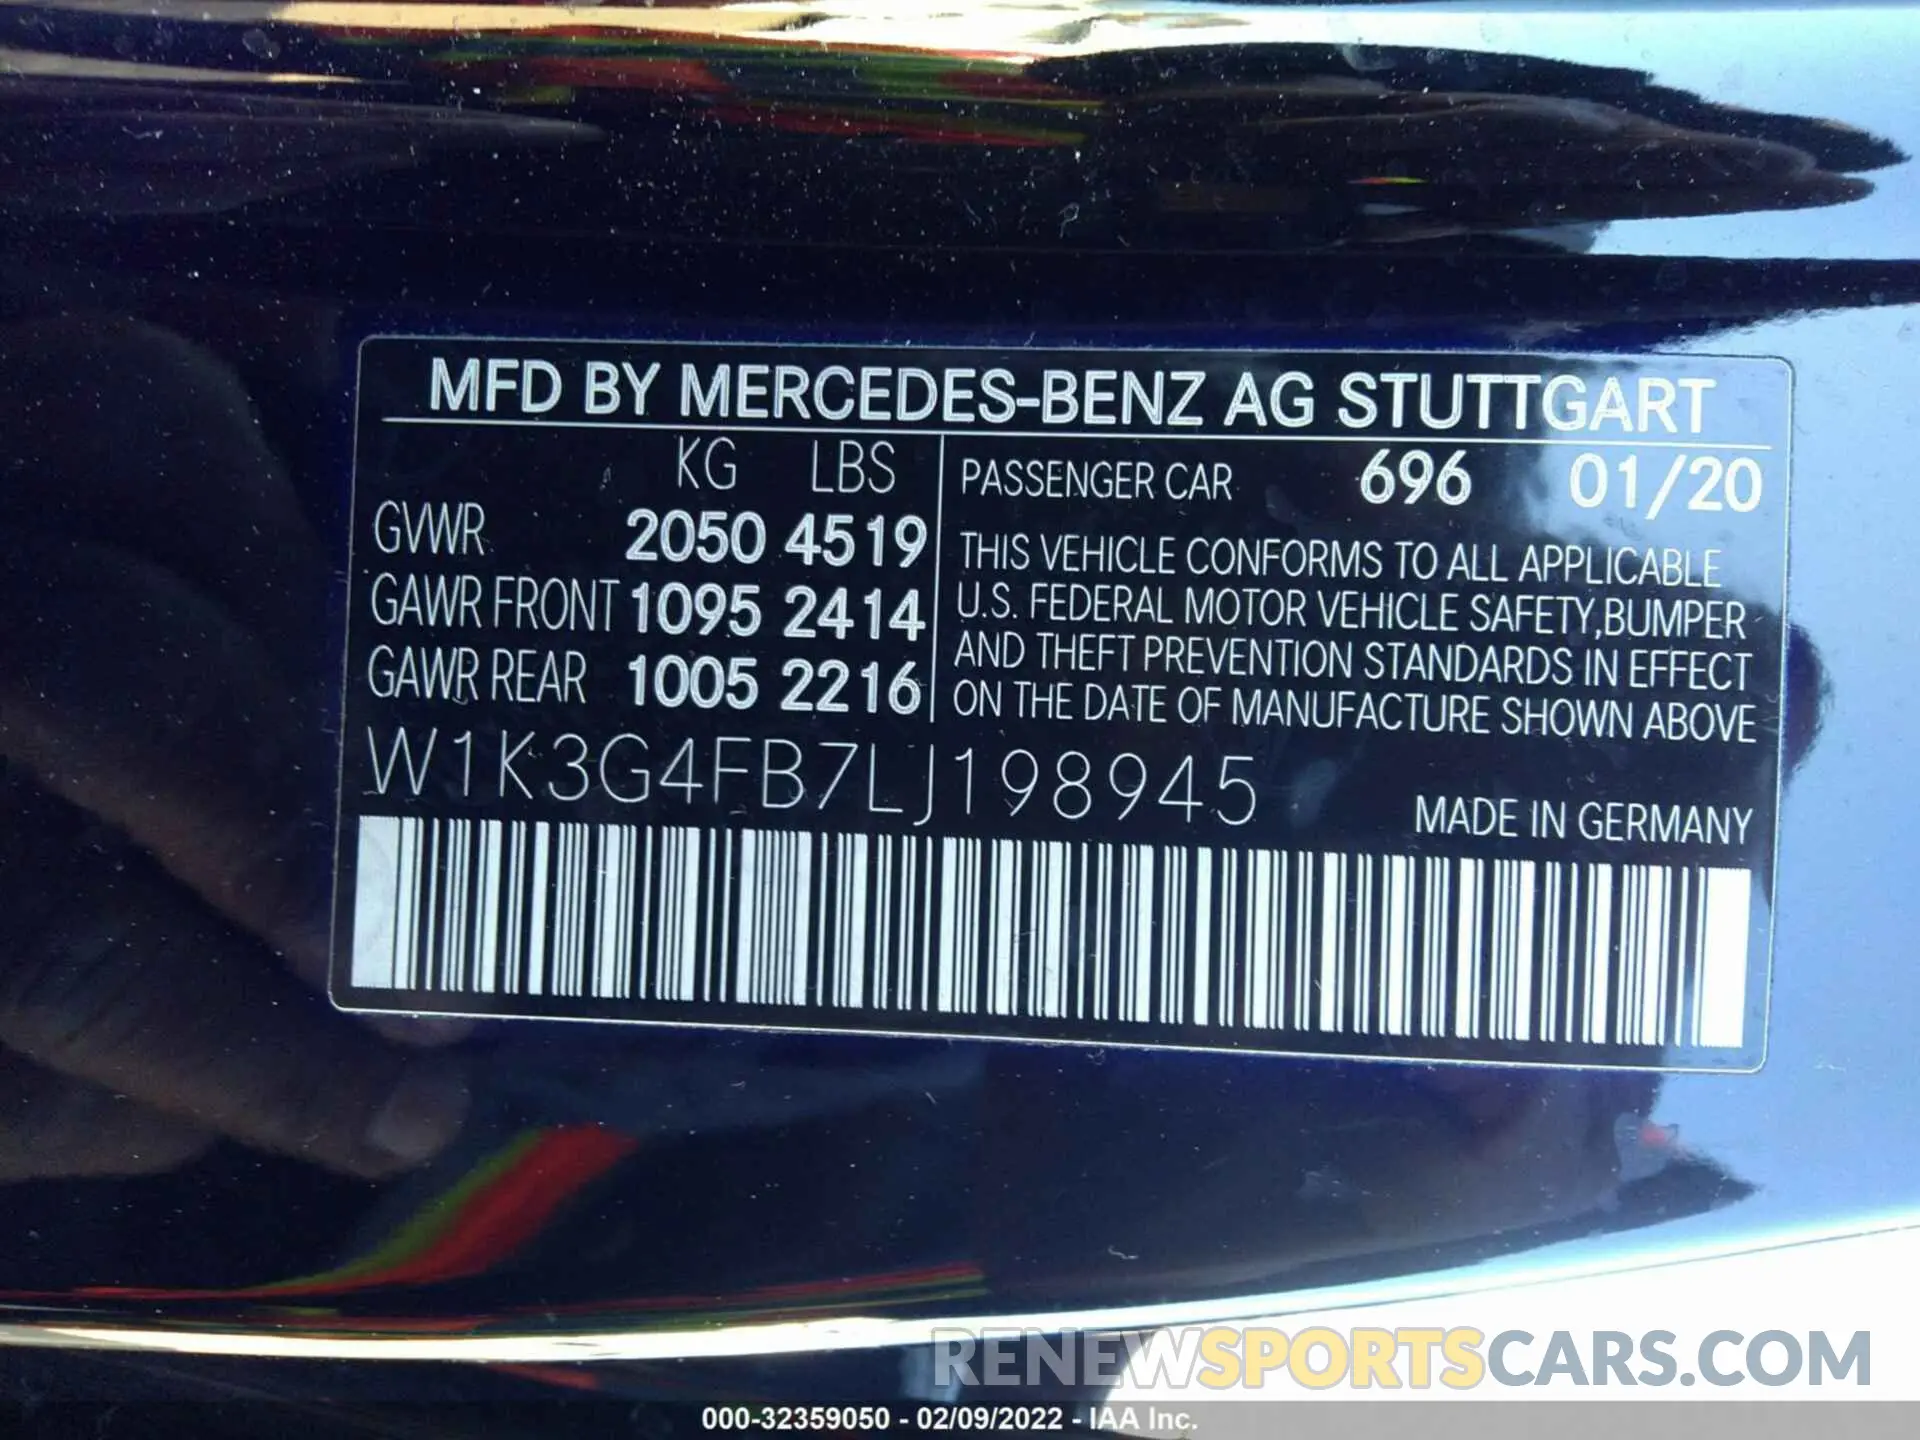 MFD BY MERCEDES-BENZ AG STUTTGART
KG LBS
GVWR 2050 4519
GAWR FRONT 1095 2414
GAWR REAR 1005 2216
PASSENGER CAR 696 01/20
THIS VEHICLE CONFORMS TO ALL APPLICABLE
U.S. FEDERAL MOTOR VEHICLE SAFETY,BUMPER
AND THEFT PREVENTION STANDARDS IN EFFECT
ON THE DATE OF MANUFACTURE SHOWN ABOVE
W1K3G4FB7LJ198945
MADE IN GERMANY
RENEWSPORTSCARS.COM
000-32359050 - 02/09/2022 - IAA Inc.